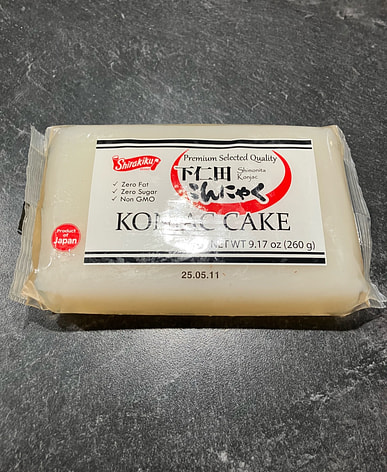 Shirakiku
Premium Selected Quality
下仁田
Shimonita
Konjac
こんにゃく
✓ Zero Fat
✓ Zero Sugar
✓ Non GMO
KONJAC CAKE
NET WT 9.17 oz (260 g)
Product of
Japan
25.05.11